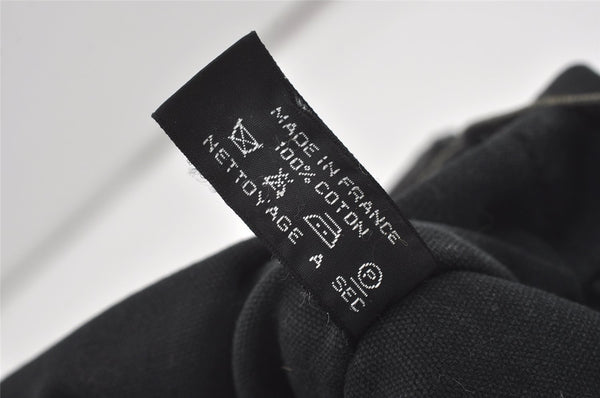 MADE IN FRANCE
100% COTON
P
NETTOYAGE A SEC